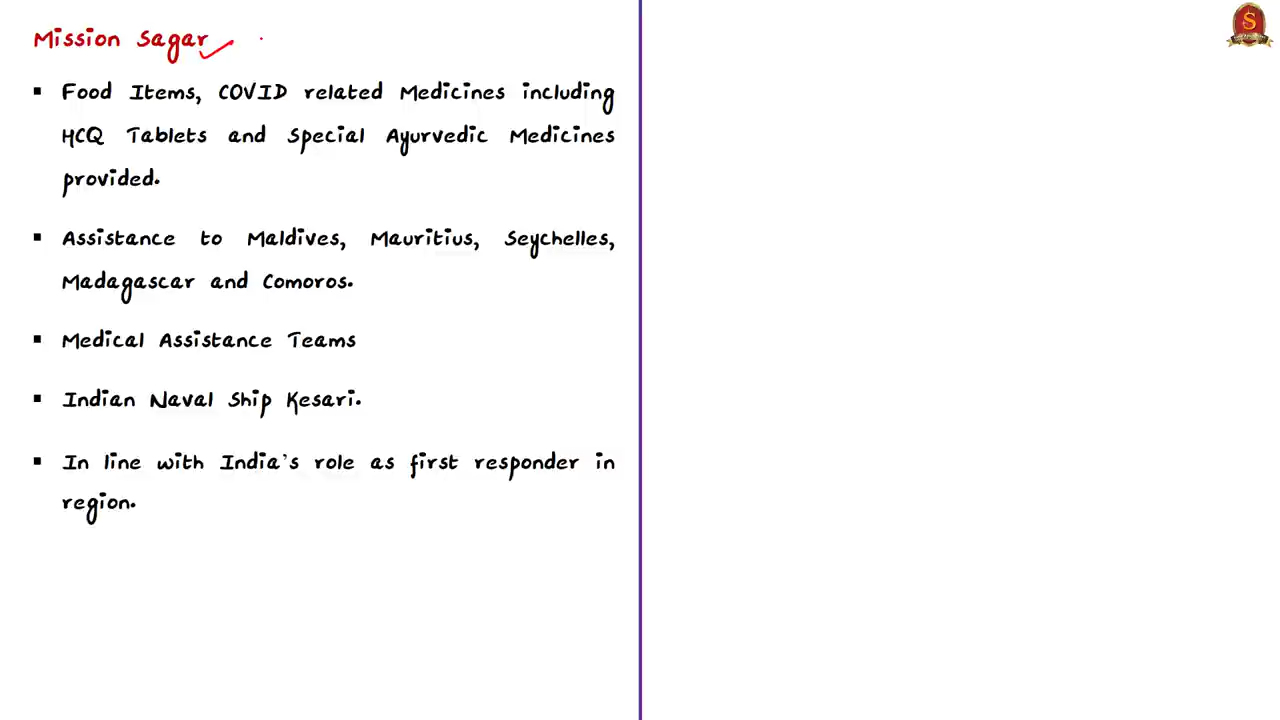 Mission Sagar
▪ Food Items, COVID related Medicines including
HCQ Tablets and Special Ayurvedic Medicines
provided.
▪ Assistance to Maldives, Mauritius, Seychelles,
Madagascar and Comoros.
▪ Medical Assistance Teams
▪ Indian Naval Ship Kesari.
▪ In line with India's role as first responder in
region.
S